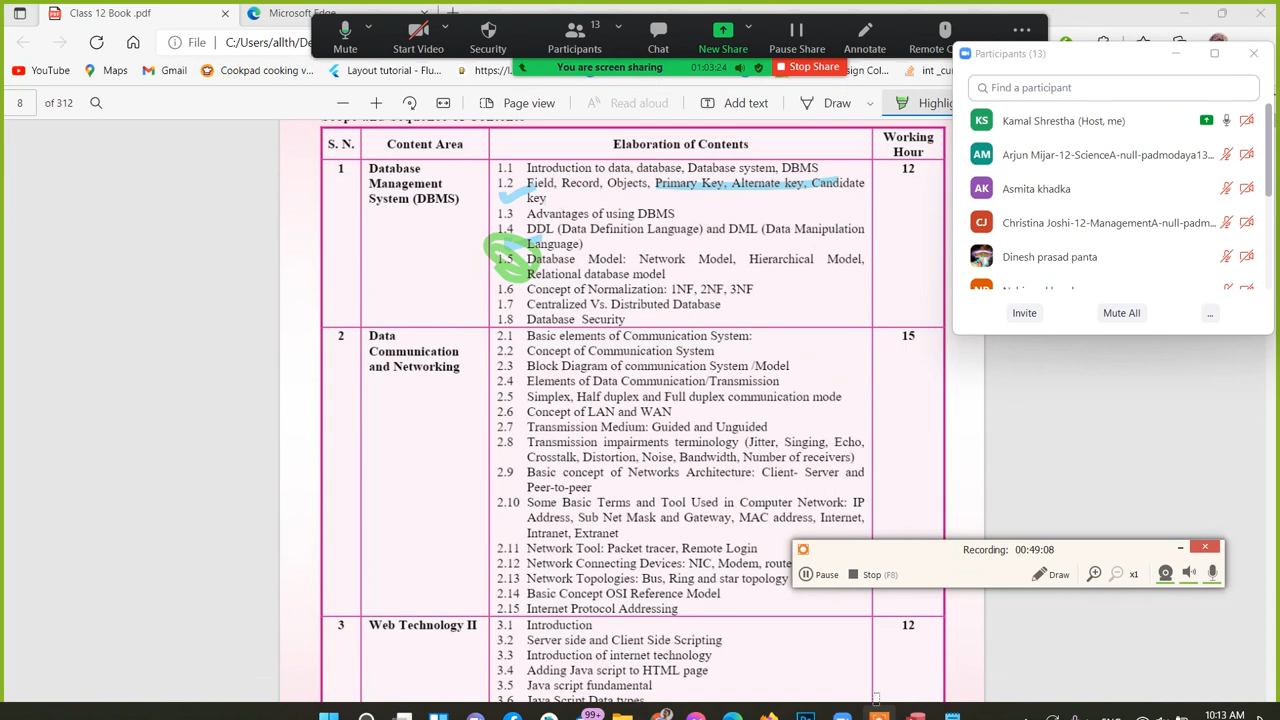 Class 12 Book .pdf
Microsoft Edge
Mute
Start Video
Security
Participants
13
Chat
New Share
Pause Share
Annotate
Remote C
You are screen sharing
01:03:24
Stop Share
File
C:/Users/allth/De
YouTube
Maps
Gmail
Cookpad cooking v
Layout tutorial - Flu
https://l
sign Col
int _cur
8 of 312
Page view
Read aloud
Add text
Draw
Highlig
S. N.
Content Area
Elaboration of Contents
Working
Hour
1
Database
Management
System (DBMS)
1.1 Introduction to data, database, Database system, DBMS
1.2 Field, Record, Objects, Primary Key, Alternate key, Candidate
key
1.3 Advantages of using DBMS
1.4 DDL (Data Definition Language) and DML (Data Manipulation
Language)
1.5 Database Model: Network Model, Hierarchical Model,
Relational database model
1.6 Concept of Normalization: 1NF, 2NF, 3NF
1.7 Centralized Vs. Distributed Database
1.8 Database Security
12
2
Data
Communication
and Networking
2.1 Basic elements of Communication System:
2.2 Concept of Communication System
2.3 Block Diagram of communication System /Model
2.4 Elements of Data Communication/Transmission
2.5 Simplex, Half duplex and Full duplex communication mode
2.6 Concept of LAN and WAN
2.7 Transmission Medium: Guided and Unguided
2.8 Transmission impairments terminology (Jitter, Singing, Echo,
Crosstalk, Distortion, Noise, Bandwidth, Number of receivers)
2.9 Basic concept of Networks Architecture: Client- Server and
Peer-to-peer
2.10 Some Basic Terms and Tool Used in Computer Network: IP
Address, Sub Net Mask and Gateway, MAC address, Internet,
Intranet, Extranet
2.11 Network Tool: Packet tracer, Remote Login
2.12 Network Connecting Devices: NIC, Modem, route
2.13 Network Topologies: Bus, Ring and star topology
2.14 Basic Concept OSI Reference Model
2.15 Internet Protocol Addressing
15
3
Web Technology II
3.1 Introduction
3.2 Server side and Client Side Scripting
3.3 Introduction of internet technology
3.4 Adding Java script to HTML page
3.5 Java script fundamental
3.6 Java Script Data types
12
Participants (13)
Find a participant
KS Kamal Shrestha (Host, me)
AM Arjun Mijar-12-ScienceA-null-padmodaya13...
AK Asmita khadka
CJ Christina Joshi-12-ManagementA-null-padm...
Dinesh prasad panta
Invite
Mute All
...
Recording: 00:49:08
Pause
Stop (F8)
Draw
x1
99+
ENG
10:13 AM